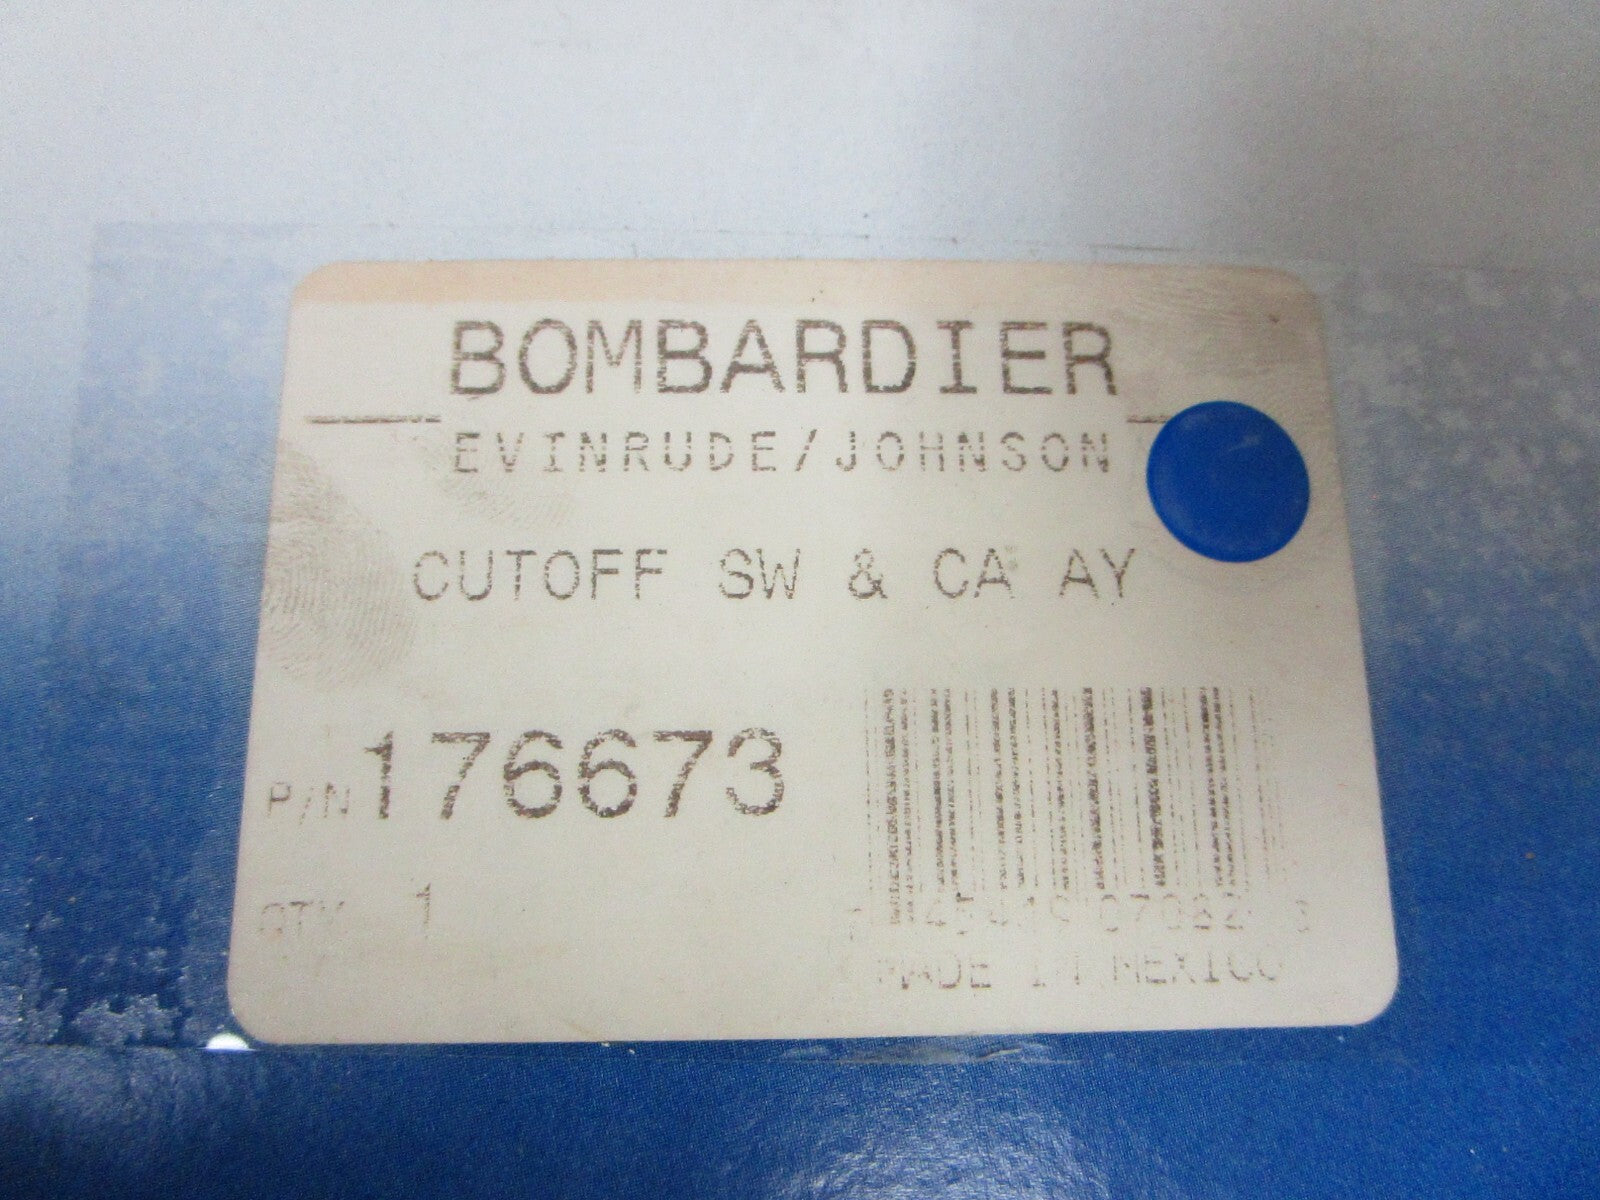 BOMBARDIER
EVINRUDE/JOHNSON
CUTOFF SW & CA AY
P/N 176673
QTY 1
MADE IN MEXICO